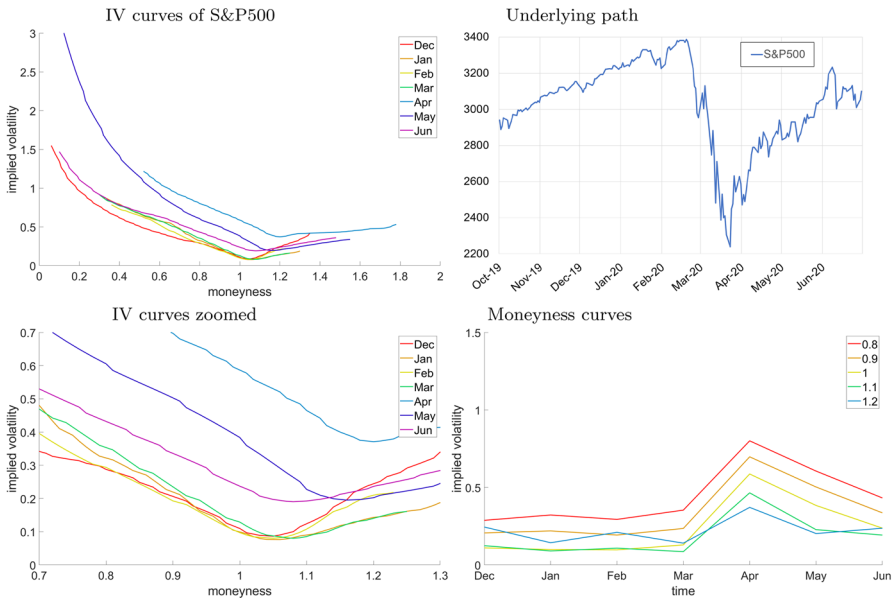 IV curves of S&P500
3
2.5
2
1.5
1
0.5
0
implied volatility
0 0.2 0.4 0.6 0.8 1 1.2 1.4 1.6 1.8 2
moneyness
Dec
Jan
Feb
Mar
Apr
May
Jun
Underlying path
3400
3200
3000
2800
2600
2400
2200
S&P500
Oct-19 Nov-19 Dec-19 Jan-20 Feb-20 Mar-20 Apr-20 May-20 Jun-20
IV curves zoomed
0.7
0.6
0.5
0.4
0.3
0.2
0.1
0
implied volatility
0.7 0.8 0.9 1 1.1 1.2 1.3
moneyness
Dec
Jan
Feb
Mar
Apr
May
Jun
Moneyness curves
1.5
1
0.5
0
implied volatility
Dec Jan Feb Mar Apr May Jun
time
0.8
0.9
1
1.1
1.2